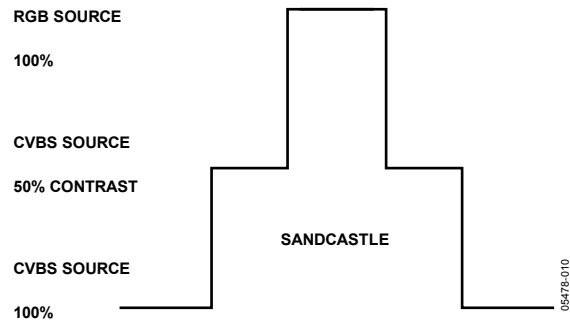 RGB SOURCE
100%
CVBS SOURCE
50% CONTRAST
SANDCASTLE
CVBS SOURCE
100%
05478-010